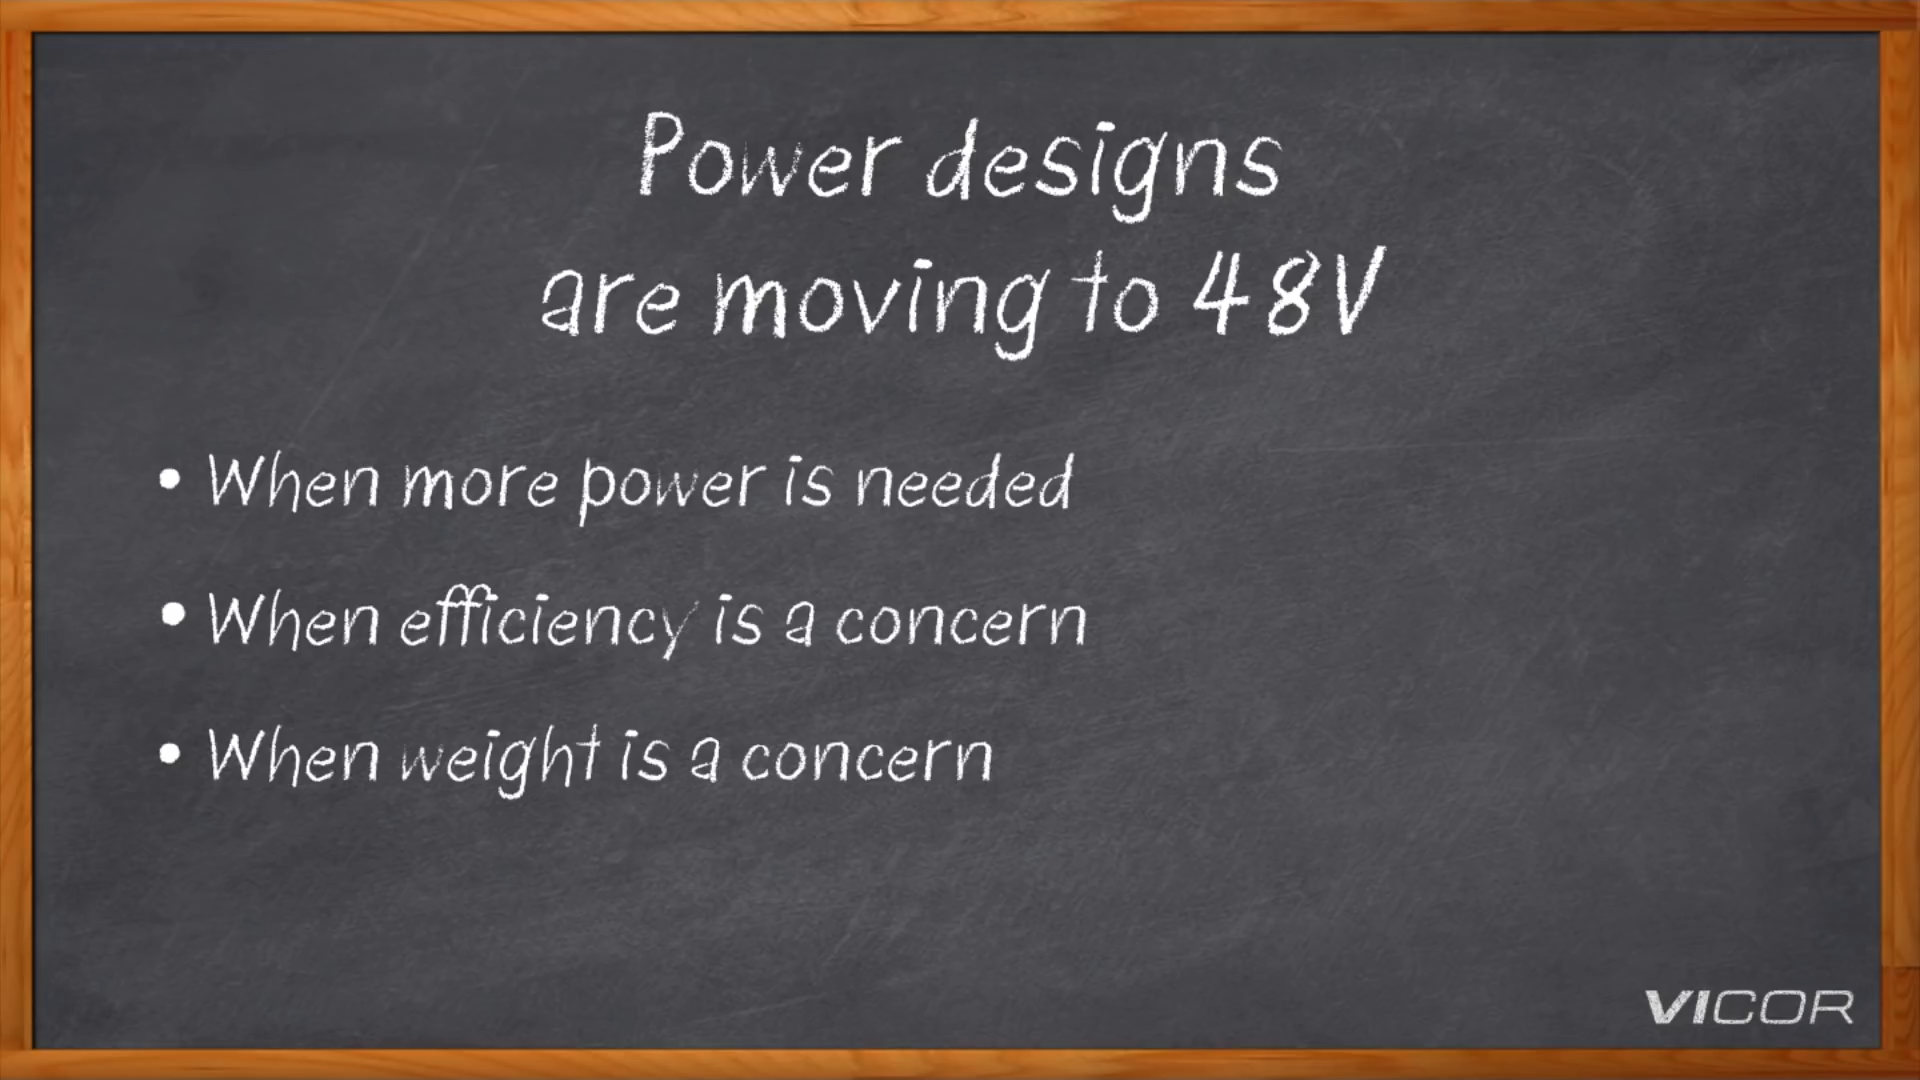 Power designs
are moving to 48V
• When more power is needed
• When efficiency is a concern
• When weight is a concern
VICOR